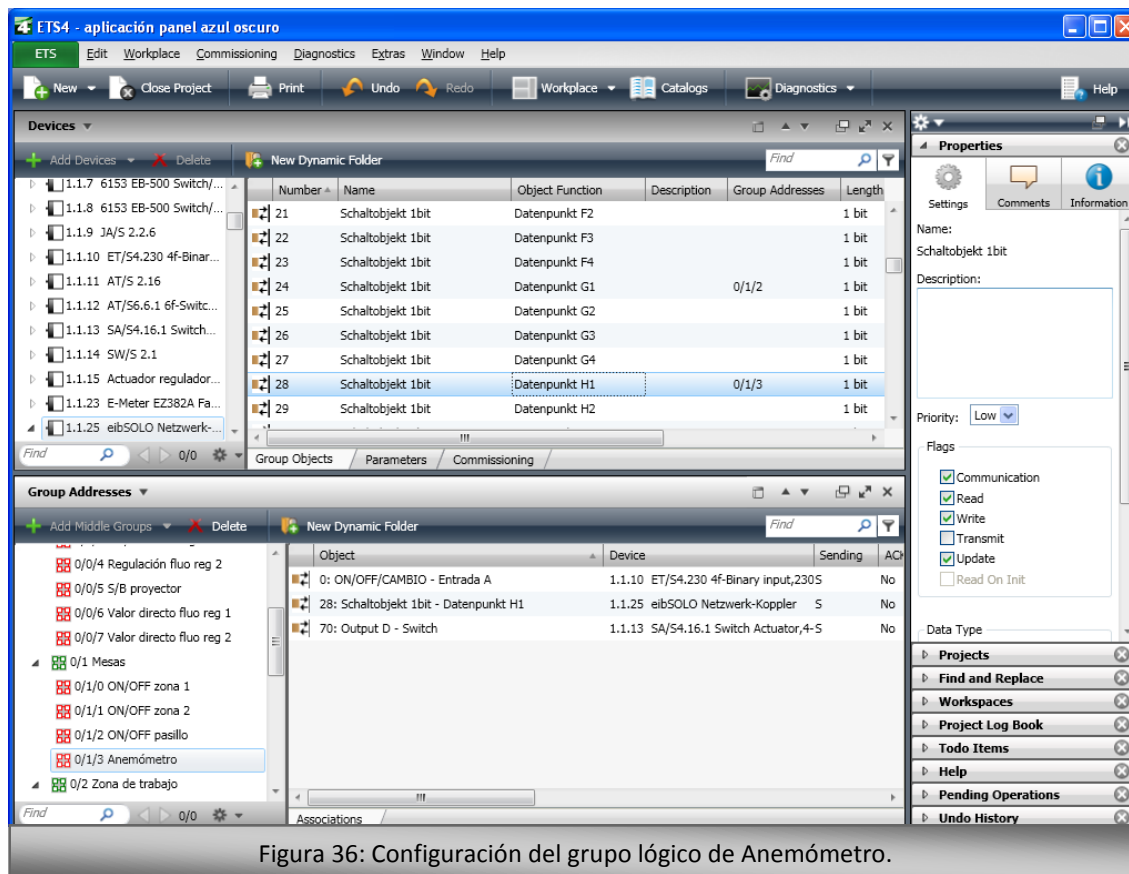 ETS4 - aplicación panel azul oscuro
ETS Edit Workplace Commissioning Diagnostics Extras Window Help
New Close Project Print Undo Redo Workplace Catalogs Diagnostics Help
Devices
Add Devices Delete New Dynamic Folder Find
1.1.7 6153 EB-500 Switch/...
1.1.8 6153 EB-500 Switch/...
1.1.9 JA/S 2.2.6
1.1.10 ET/S4.230 4f-Binar...
1.1.11 AT/S 2.16
1.1.12 AT/S6.6.1 6f-Switc...
1.1.13 SA/S4.16.1 Switch...
1.1.14 SW/S 2.1
1.1.15 Actuador regulador...
1.1.23 E-Meter EZ382A Fa...
1.1.25 eibSOLO Netzwerk-...
Find 0/0
Number Name Object Function Description Group Addresses Length
21 Schaltobjekt 1bit Datenpunkt F2 1 bit
22 Schaltobjekt 1bit Datenpunkt F3 1 bit
23 Schaltobjekt 1bit Datenpunkt F4 1 bit
24 Schaltobjekt 1bit Datenpunkt G1 0/1/2 1 bit
25 Schaltobjekt 1bit Datenpunkt G2 1 bit
26 Schaltobjekt 1bit Datenpunkt G3 1 bit
27 Schaltobjekt 1bit Datenpunkt G4 1 bit
28 Schaltobjekt 1bit Datenpunkt H1 0/1/3 1 bit
29 Schaltobjekt 1bit Datenpunkt H2 1 bit
Group Objects Parameters Commissioning
Group Addresses
Add Middle Groups Delete New Dynamic Folder Find
0/0/4 Regulación fluo reg 2
0/0/5 S/B proyector
0/0/6 Valor directo fluo reg 1
0/0/7 Valor directo fluo reg 2
0/1 Mesas
0/1/0 ON/OFF zona 1
0/1/1 ON/OFF zona 2
0/1/2 ON/OFF pasillo
0/1/3 Anemómetro
0/2 Zona de trabajo
Find 0/0
Object Device Sending ACK
0: ON/OFF/CAMBIO - Entrada A 1.1.10 ET/S4.230 4f-Binary input,230S No
28: Schaltobjekt 1bit - Datenpunkt H1 1.1.25 eibSOLO Netzwerk-Koppler S No
70: Output D - Switch 1.1.13 SA/S4.16.1 Switch Actuator,4-S No
Associations
Properties
Settings Comments Information
Name:
Schaltobjekt 1bit
Description:
Priority: Low
Flags
Communication
Read
Write
Transmit
Update
Read On Init
Data Type
Projects
Find and Replace
Workspaces
Project Log Book
Todo Items
Help
Pending Operations
Undo History
Figura 36: Configuración del grupo lógico de Anemómetro.